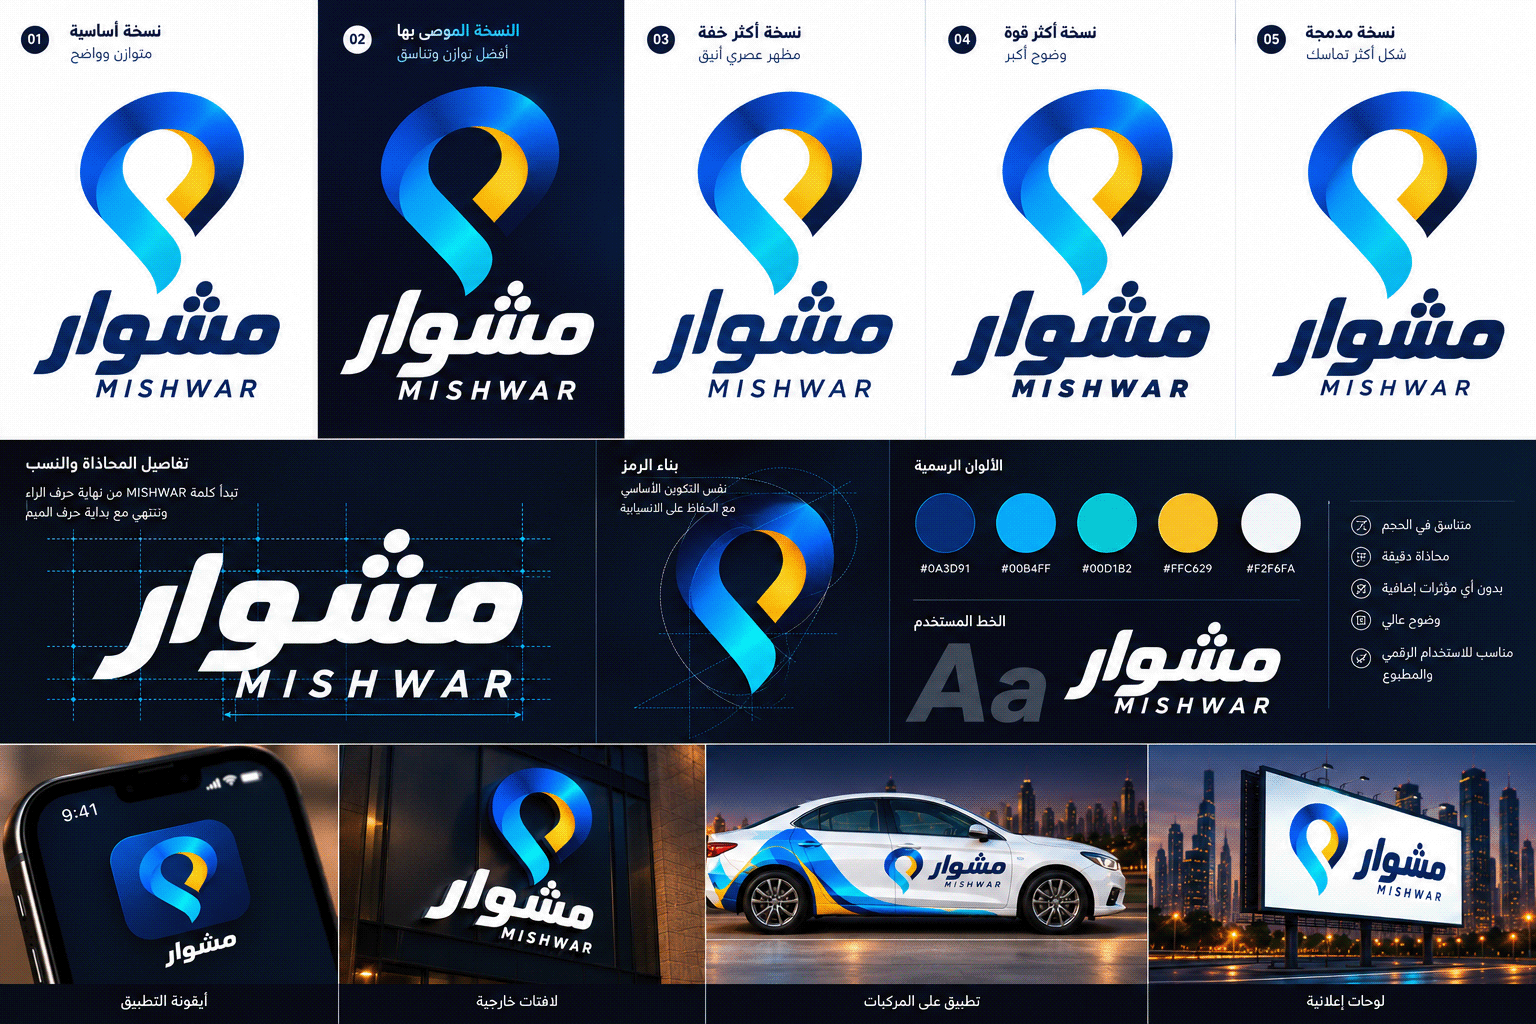 01
نسخة أساسية
متوازن وواضح
مشوار
MISHWAR
02
النسخة الموصى بها
أفضل توازن وتناسق
مشوار
MISHWAR
03
نسخة أكثر خفة
مظهر عصري أنيق
مشوار
MISHWAR
04
نسخة أكثر قوة
وضوح أكبر
مشوار
MISHWAR
05
نسخة مدمجة
شكل أكثر تماسك
مشوار
MISHWAR
تفاصيل المحاذاة والنسب
تبدأ كلمة MISHWAR من نهاية حرف الراء
وتنتهي مع بداية حرف الميم
مشوار
MISHWAR
بناء الرمز
نفس التكوين الأساسي
مع الحفاظ على الانسيابية
الألوان الرسمية
#0A3D91
#00B4FF
#00D1B2
#FFC629
#F2F6FA
الخط المستخدم
Aa
مشوار
MISHWAR
متناسق في الحجم
محاذاة دقيقة
بدون أي مؤثرات إضافية
وضوح عالي
مناسب للاستخدام الرقمي
والمطبوع
9:41
مشوار
أيقونة التطبيق
مشوار
MISHWAR
لافتات خارجية
مشوار
MISHWAR
تطبيق على المركبات
مشوار
MISHWAR
لوحات إعلانية